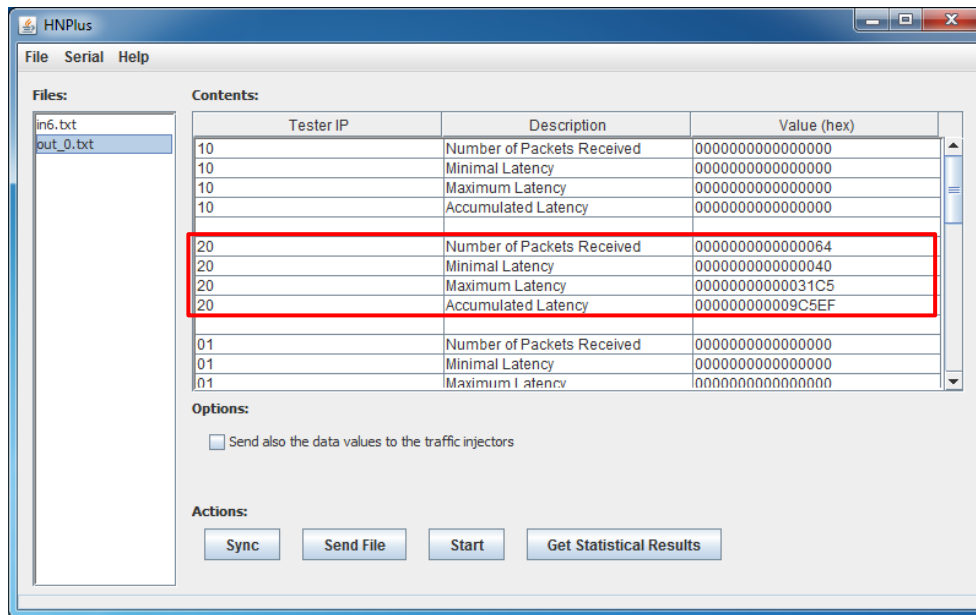 HNPlus
File Serial Help
Files: Contents:
in6.txt
out_0.txt
Tester IP Description Value (hex)
10 Number of Packets Received 0000000000000000
10 Minimal Latency 0000000000000000
10 Maximum Latency 0000000000000000
10 Accumulated Latency 0000000000000000
20 Number of Packets Received 0000000000000064
20 Minimal Latency 0000000000000040
20 Maximum Latency 00000000000031C5
20 Accumulated Latency 000000000009C5EF
01 Number of Packets Received 0000000000000000
01 Minimal Latency 0000000000000000
01 Maximum Latency 0000000000000000
Options:
Send also the data values to the traffic injectors
Actions:
Sync Send File Start Get Statistical Results